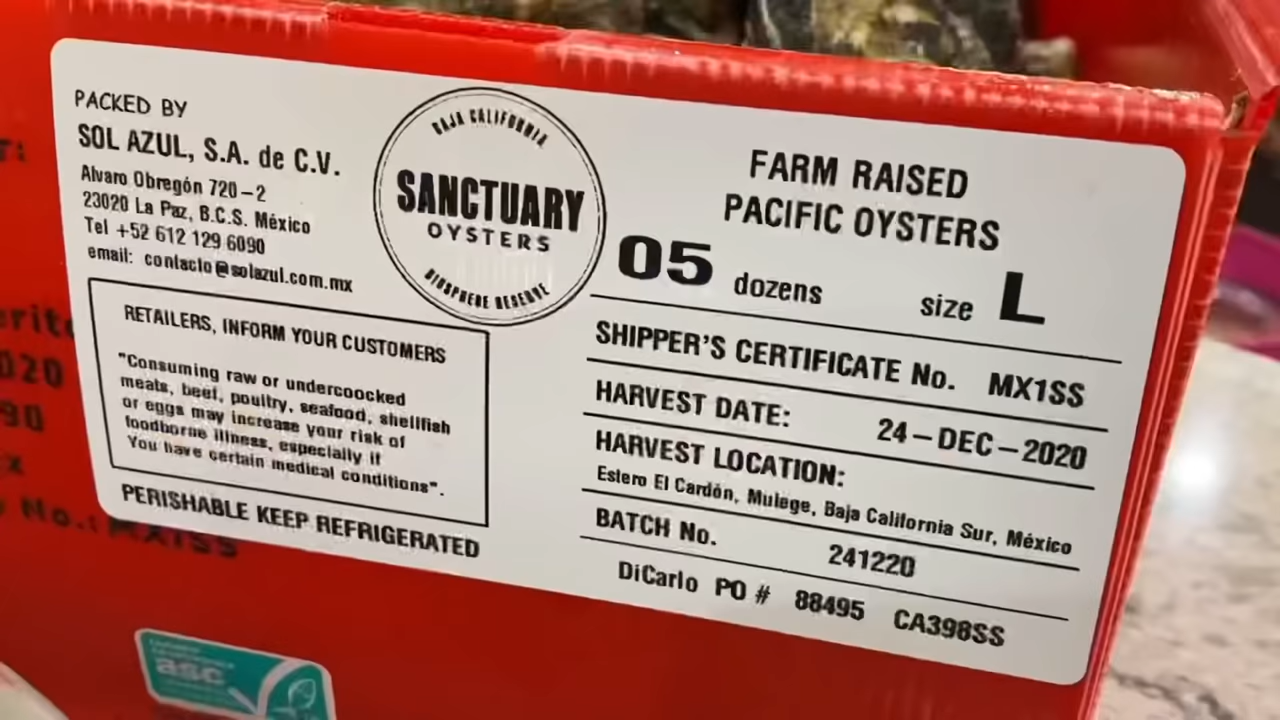 PACKED BY
SOL AZUL, S.A. de C.V.
Alvaro Obregón 720-2
23020 La Paz, B.C.S. México
Tel +52 612 129 6090
email: contacto@solazul.com.mx
BAJA CALIFORNIA
SANCTUARY
OYSTERS
BIOSPHERE RESERVE
RETAILERS, INFORM YOUR CUSTOMERS
"Consuming raw or undercoocked
meats, beef, poultry, seafood, shellfish
or eggs may increase your risk of
foodborne illness, especially if
You have certain medical conditions".
PERISHABLE KEEP REFRIGERATED
FARM RAISED
PACIFIC OYSTERS
05 dozens size L
SHIPPER'S CERTIFICATE No. MX1SS
HARVEST DATE: 24-DEC-2020
HARVEST LOCATION:
Estero El Cardón, Mulege, Baja California Sur, México
BATCH No. 241220
DiCarlo PO # 88495 CA398SS
020
90
x
No.: MX1SS
asc